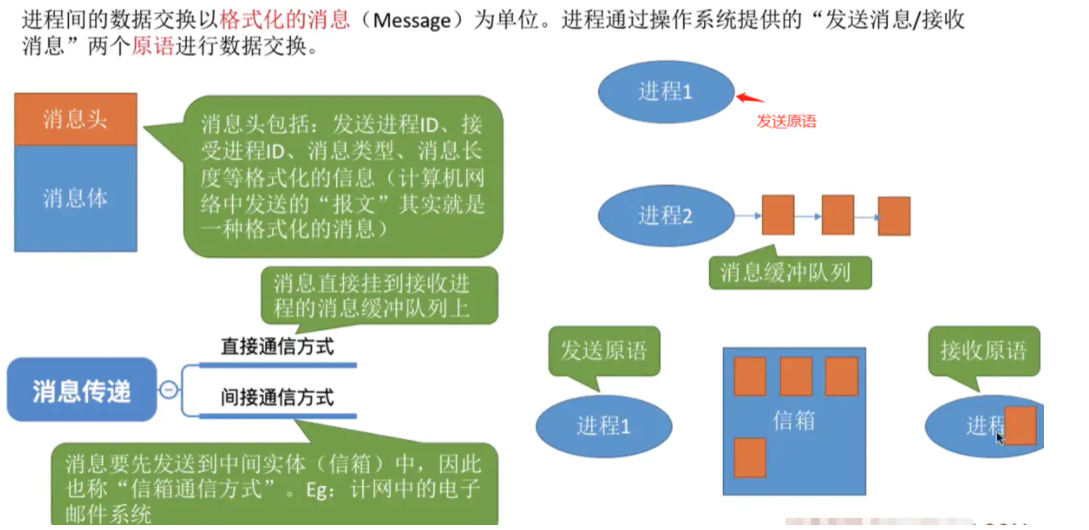 进程间的数据交换以格式化的消息（Message）为单位。进程通过操作系统提供的“发送消息/接收
消息”两个原语进行数据交换。
消息头
消息体
消息头包括：发送进程ID、接
受进程ID、消息类型、消息长
度等格式化的信息（计算机网
络中发送的“报文”其实就是
一种格式化的消息）
进程1
发送原语
进程2
消息缓冲队列
消息直接挂到接收进
程的消息缓冲队列上
直接通信方式
消息传递
间接通信方式
消息要先发送到中间实体（信箱）中，因此
也称“信箱通信方式”。Eg：计网中的电子
邮件系统
发送原语
进程1
信箱
接收原语
进程